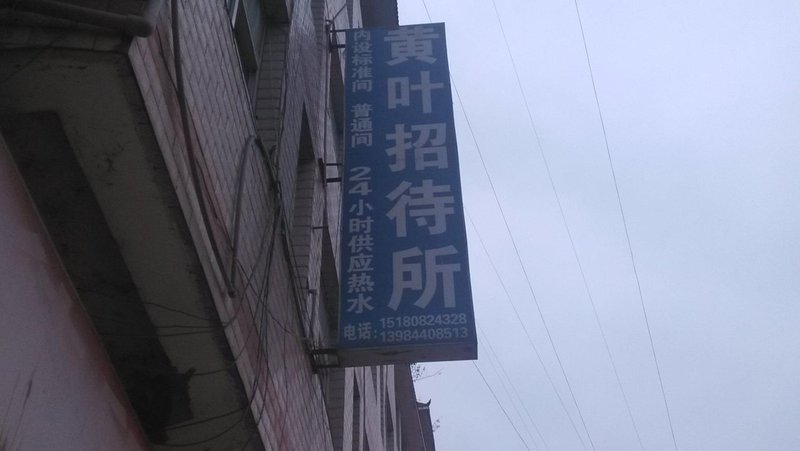 黄叶招待所
内设标准间 普通间 24小时供应热水
电话:
15180824328
13984408513